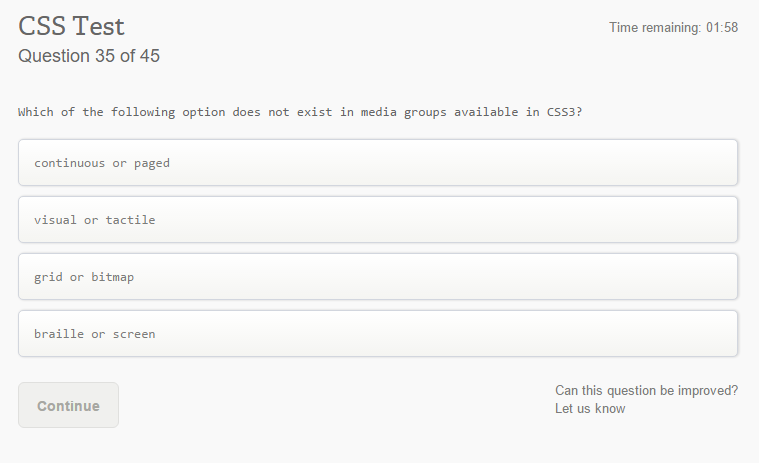 CSS Test
Time remaining: 01:58
Question 35 of 45
Which of the following option does not exist in media groups available in CSS3?
continuous or paged
visual or tactile
grid or bitmap
braille or screen
Continue
Can this question be improved?
Let us know